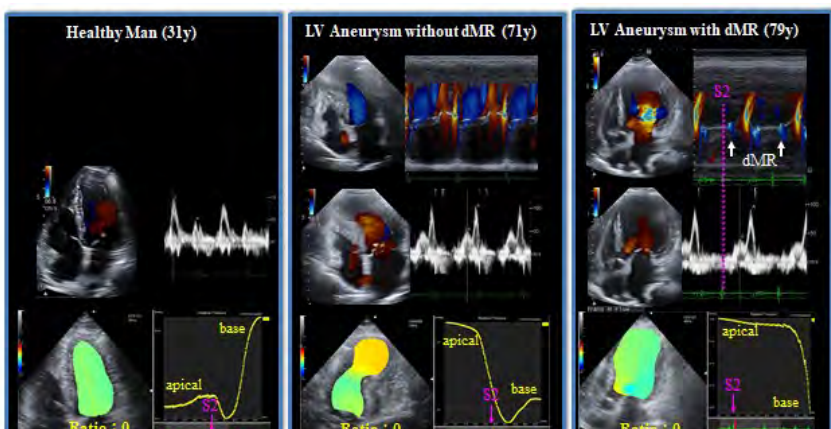 Healthy Man (31y)
LV Aneurysm without dMR (71y)
LV Aneurysm with dMR (79y)
S2
dMR
apical
base
S2
Ratio : 0
apical
base
S2
Ratio : 0
apical
base
S2
Ratio : 0